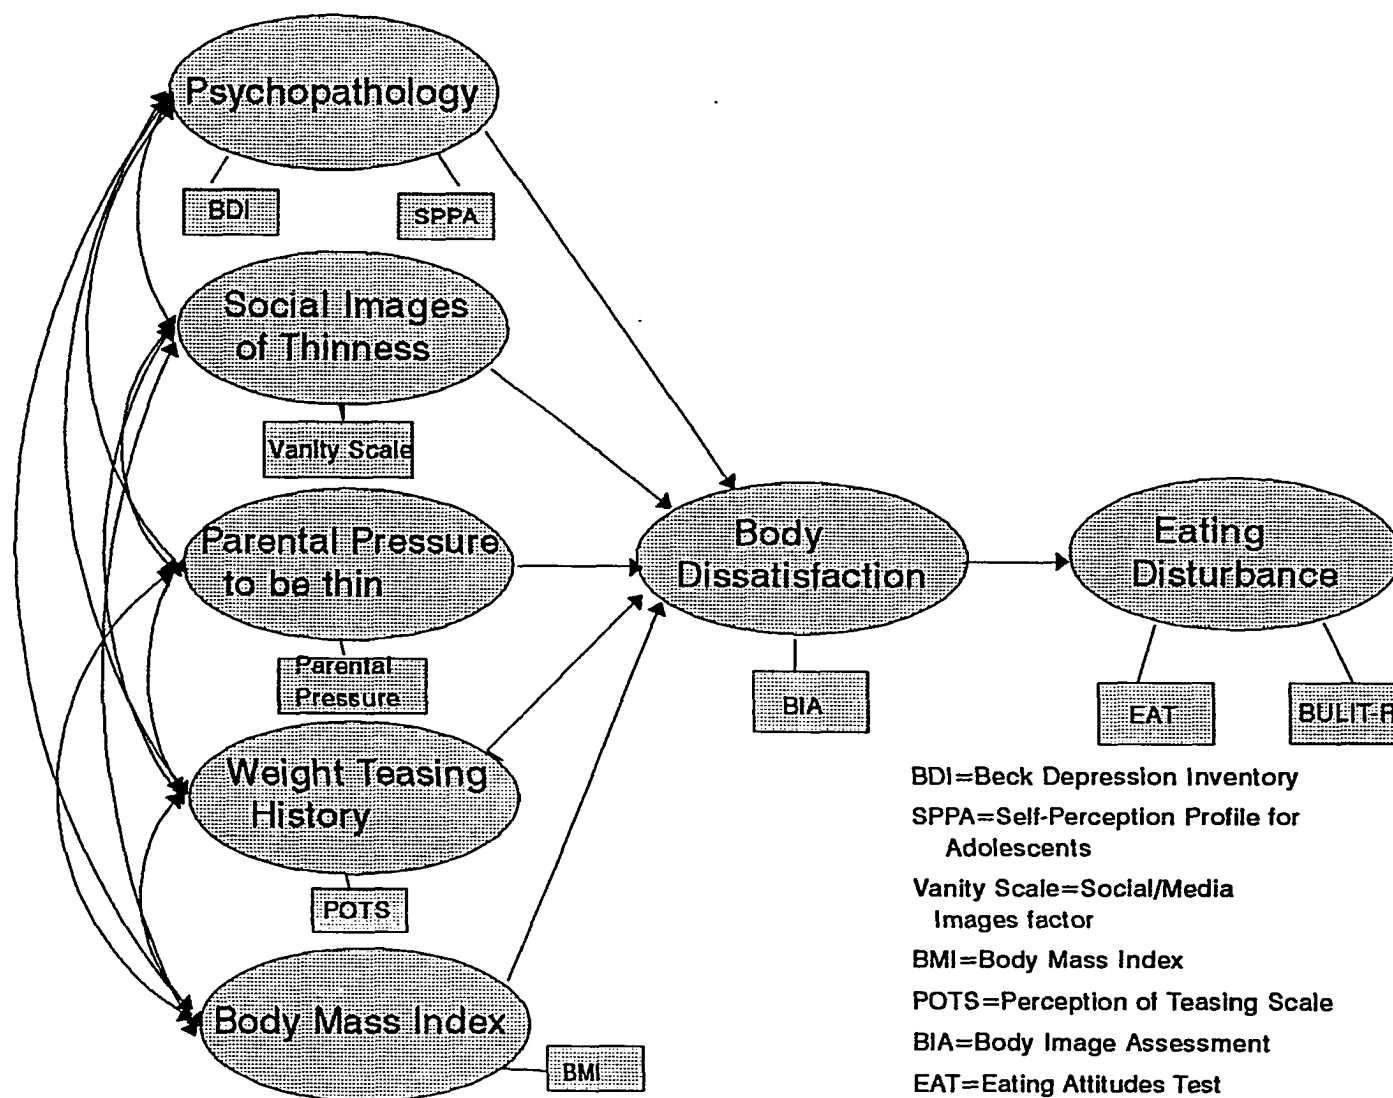 Psychopathology
BDI
SPPA
Social Images
of Thinness
Vanity Scale
Parental Pressure
to be thin
Parental
Pressure
Weight Teasing
History
POTS
Body Mass Index
BMI
Body
Dissatisfaction
BIA
Eating
Disturbance
EAT
BULIT-R
BDI=Beck Depression Inventory
SPPA=Self-Perception Profile for
Adolescents
Vanity Scale=Social/Media
Images factor
BMI=Body Mass Index
POTS=Perception of Teasing Scale
BIA=Body Image Assessment
EAT=Eating Attitudes Test